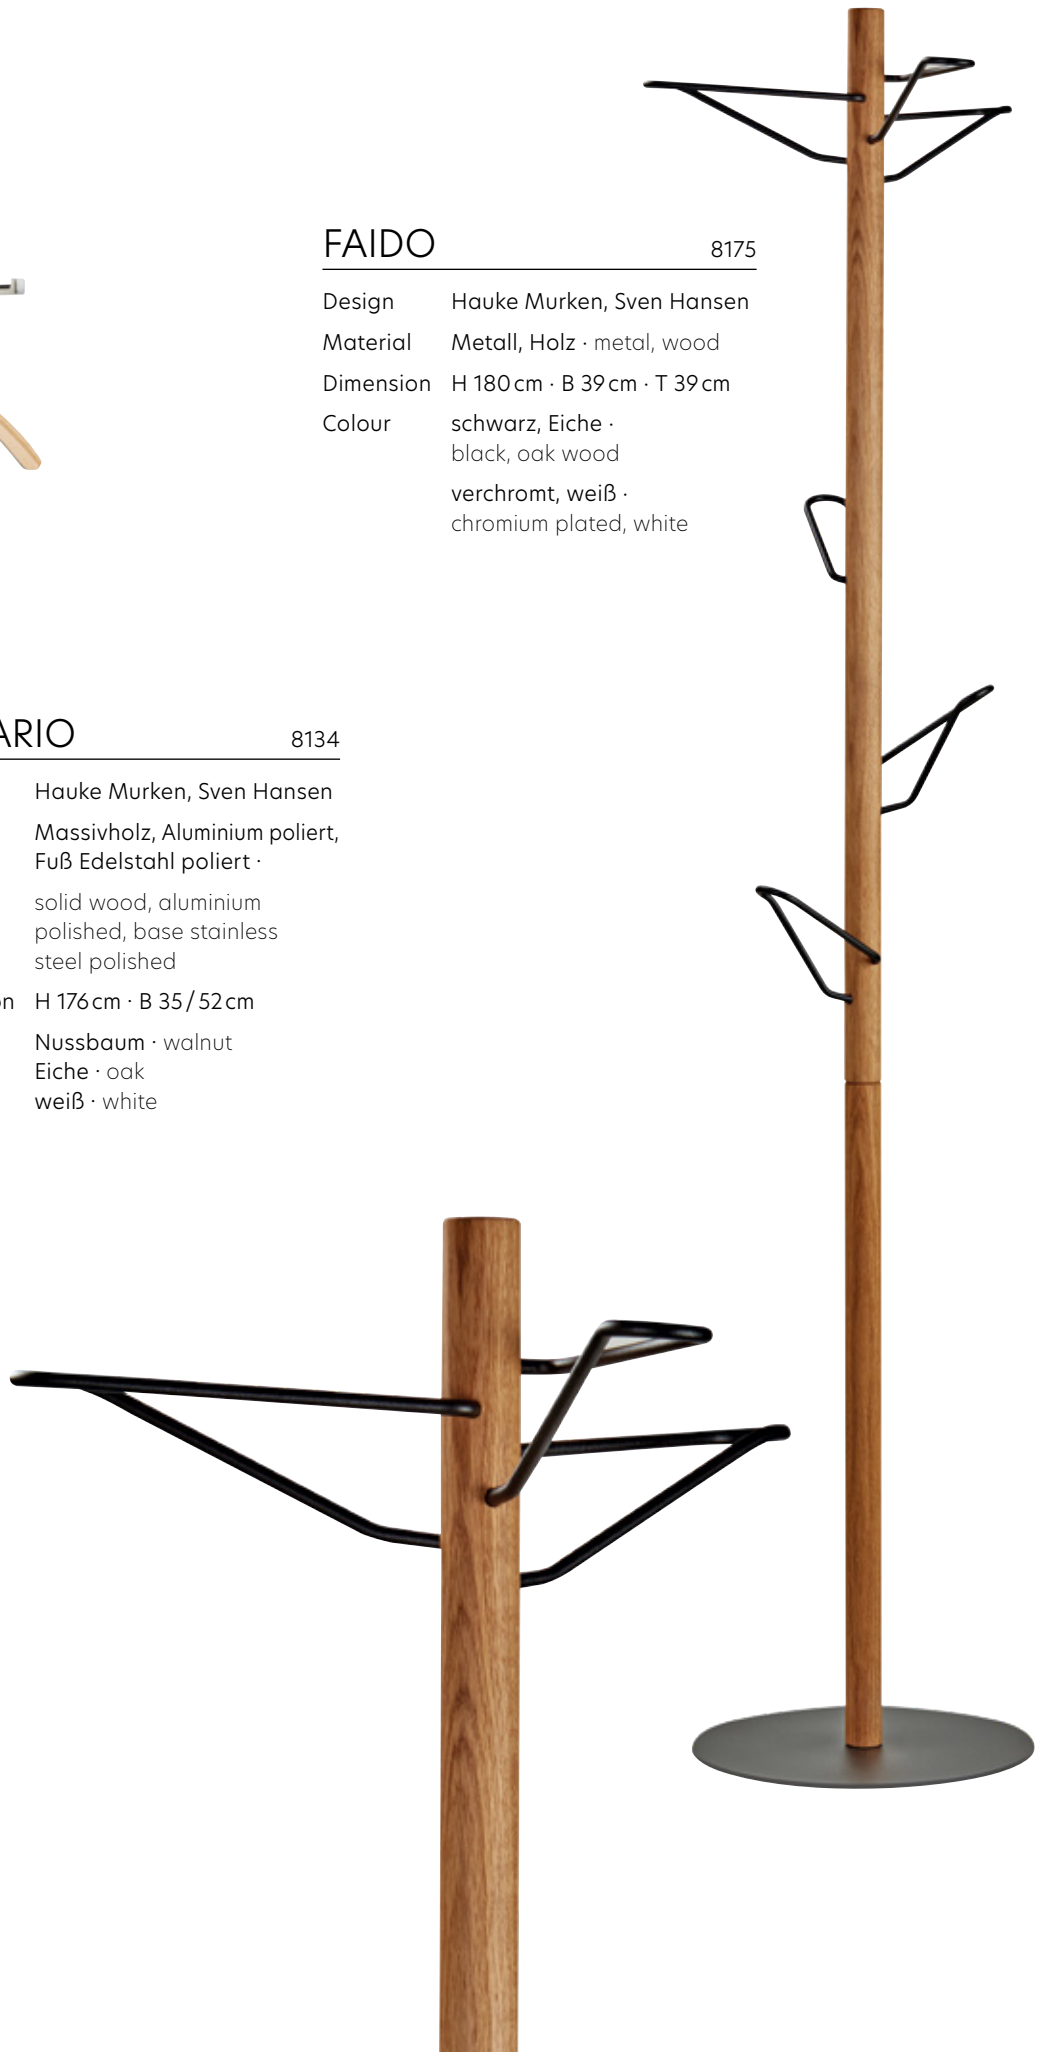 FAIDO 8175
Design Hauke Murken, Sven Hansen
Material Metall, Holz · metal, wood
Dimension H 180 cm · B 39 cm · T 39 cm
Colour schwarz, Eiche ·
black, oak wood
verchromt, weiß ·
chromium plated, white
ARIO 8134
Hauke Murken, Sven Hansen
Massivholz, Aluminium poliert,
Fuß Edelstahl poliert ·
solid wood, aluminium
polished, base stainless
steel polished
on H 176 cm · B 35 / 52 cm
Nussbaum · walnut
Eiche · oak
weiß · white